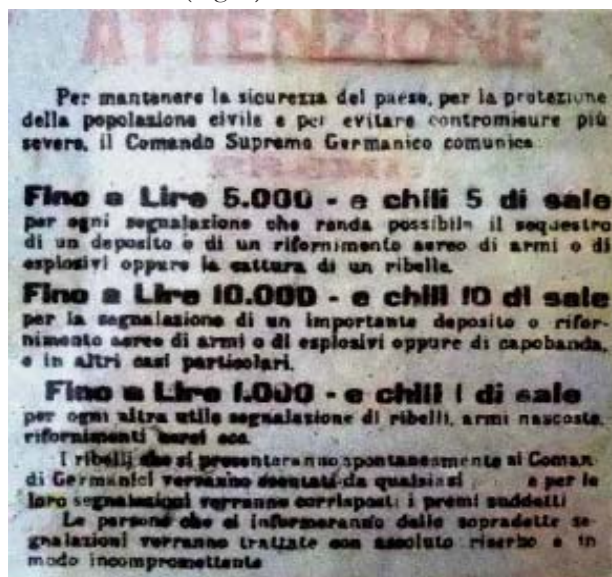 ATTENZIONE
Per mantenere la sicurezza del paese, per la protezione
della popolazione civile e per evitare contromisure più
severe, il Comando Supremo Germanico comunica
PREMI
Fino a Lire 5.000 - e chili 5 di sale
per ogni segnalazione che renda possibile il sequestro
di un deposito o di un rifornimento aereo di armi o di
esplosivi oppure la cattura di un ribelle.
Fino a Lire 10.000 - e chili 10 di sale
per la segnalazione di un importante deposito o rifor-
nimento aereo di armi o di esplosivi oppure di capobanda,
o in altri casi particolari.
Fino a Lire 1.000 - e chili 1 di sale
per ogni altra utile segnalazione di ribelli, armi nascoste,
rifornimenti aerei ecc.
I ribelli che si presenteranno spontaneamente ai Coman
di Germanici verranno esentati da qualsiasi a per le
loro segnalazioni verranno corrisposti i premi suddetti
Le persone che ci informeranno delle sopradette se-
gnalazioni verranno trattate con assoluto riserbo e in
modo incompromettente